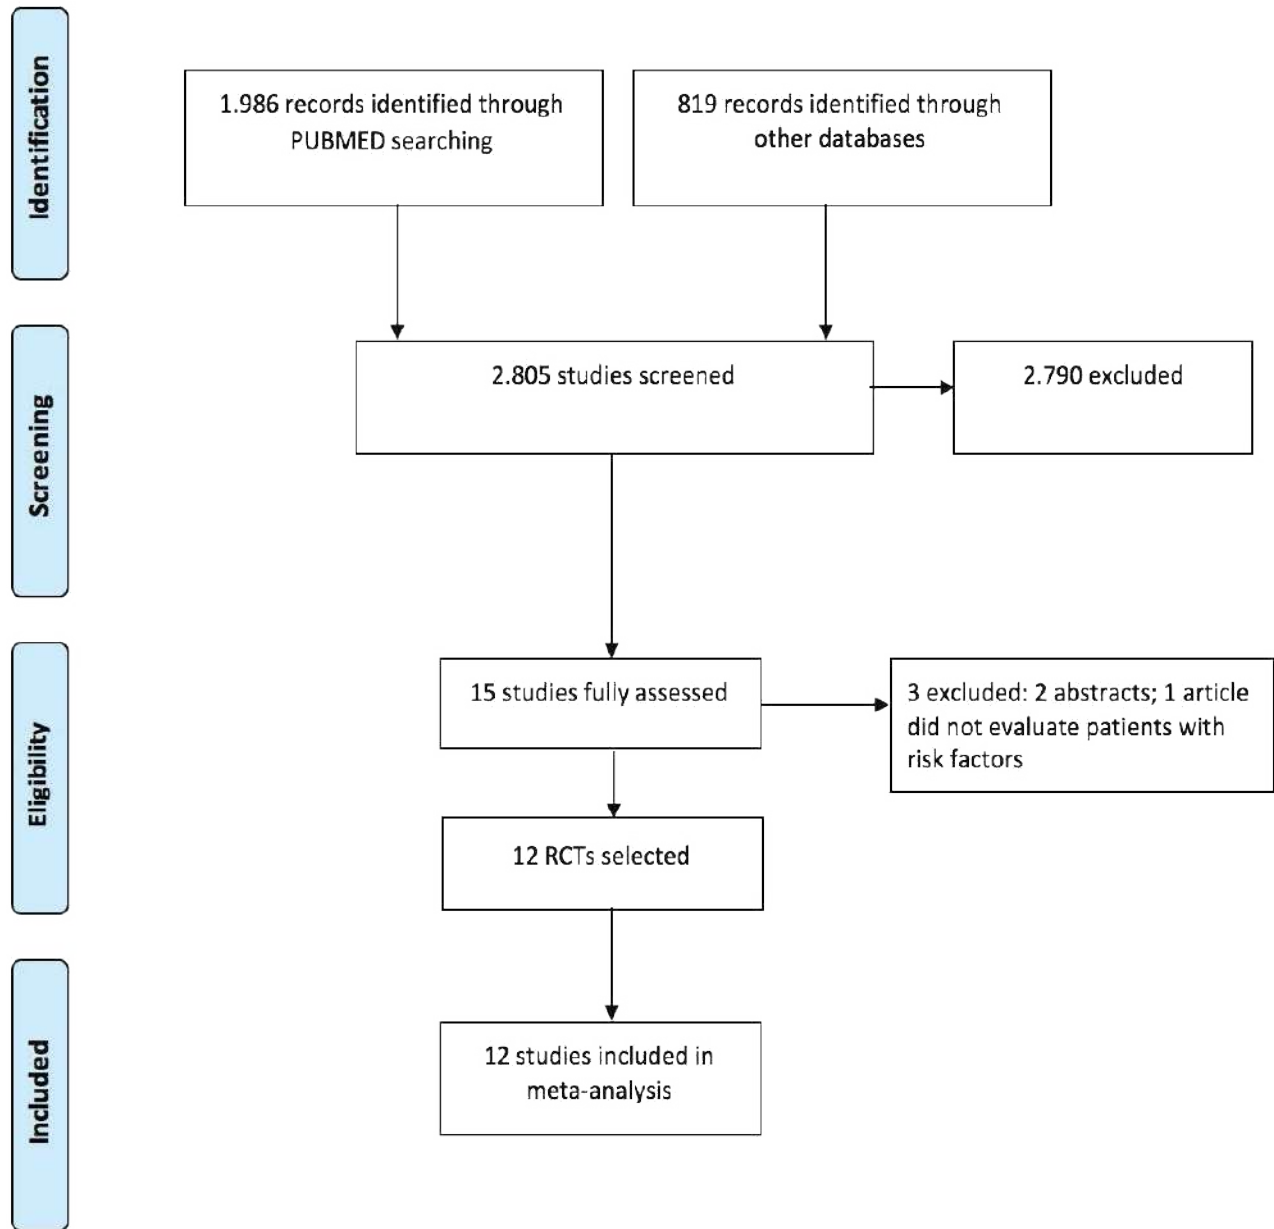 Identification
1.986 records identified through
PUBMED searching
819 records identified through
other databases
Screening
2.805 studies screened
2.790 excluded
Eligibility
15 studies fully assessed
3 excluded: 2 abstracts; 1 article
did not evaluate patients with
risk factors
12 RCTs selected
Included
12 studies included in
meta-analysis